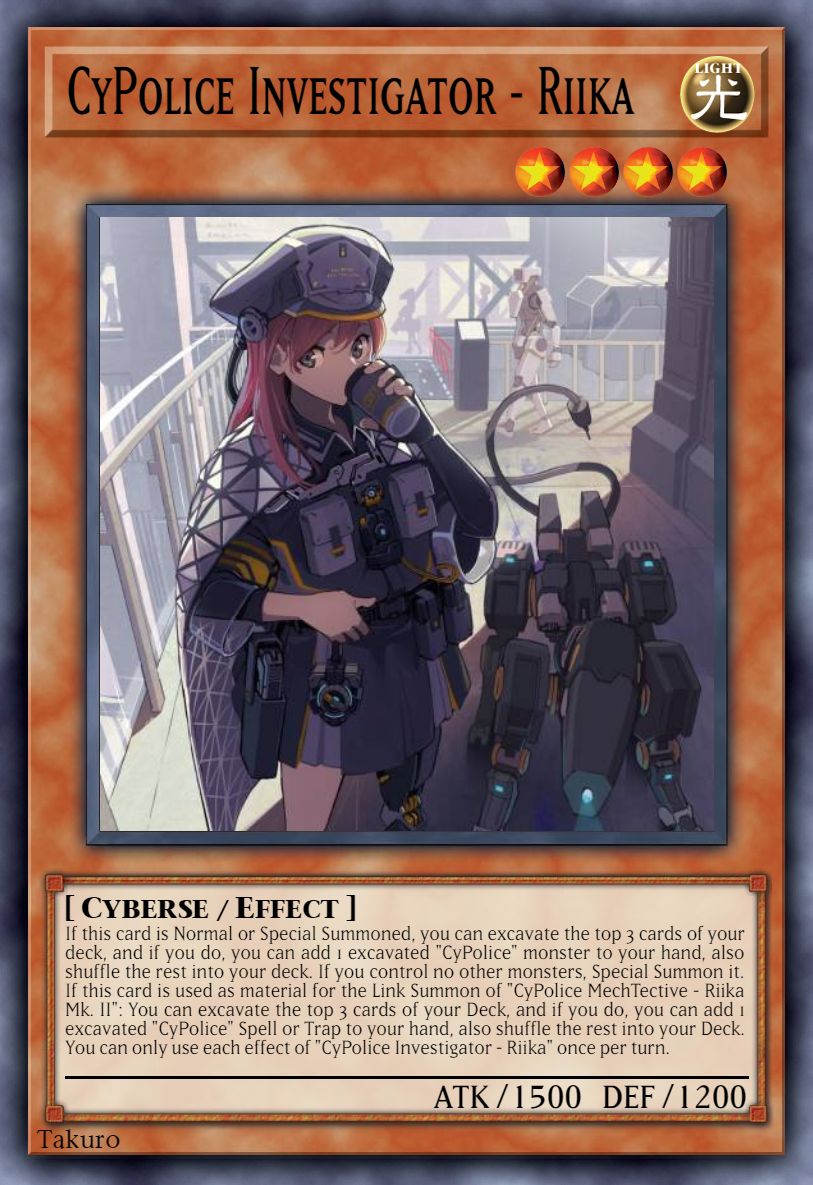 CyPolice Investigator - Riika
LIGHT
光
[ Cyberse / Effect ]
If this card is Normal or Special Summoned, you can excavate the top 3 cards of your
deck, and if you do, you can add 1 excavated "CyPolice" monster to your hand, also
shuffle the rest into your deck. If you control no other monsters, Special Summon it.
If this card is used as material for the Link Summon of "CyPolice MechTective - Riika
Mk. II": You can excavate the top 3 cards of your Deck, and if you do, you can add 1
excavated "CyPolice" Spell or Trap to your hand, also shuffle the rest into your Deck.
You can only use each effect of "CyPolice Investigator - Riika" once per turn.
ATK / 1500 DEF / 1200
Takuro